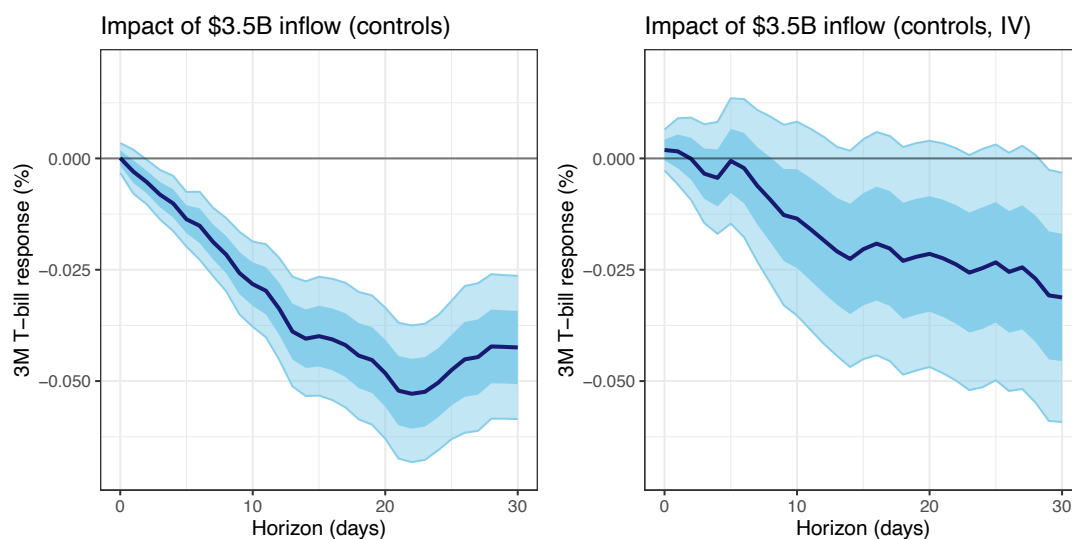 Impact of $3.5B inflow (controls)
3M T−bill response (%)
0.000
−0.025
−0.050
0
10
20
30
Horizon (days)
Impact of $3.5B inflow (controls, IV)
3M T−bill response (%)
0.000
−0.025
−0.050
0
10
20
30
Horizon (days)